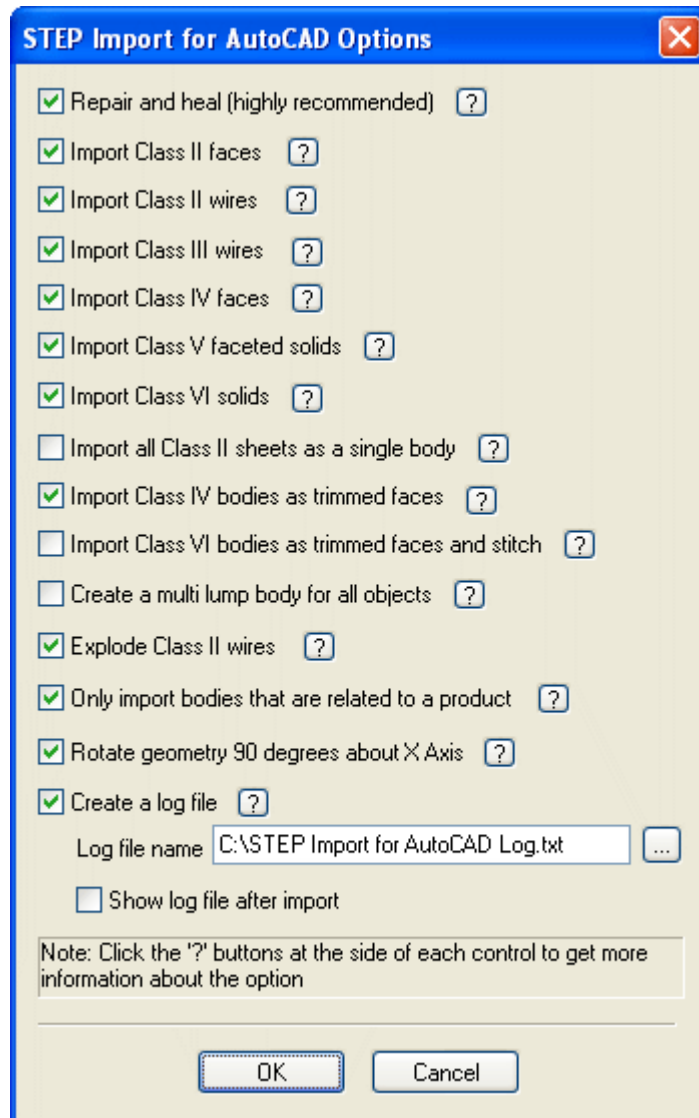 STEP Import for AutoCAD Options
Repair and heal (highly recommended) ?
Import Class II faces ?
Import Class II wires ?
Import Class III wires ?
Import Class IV faces ?
Import Class V faceted solids ?
Import Class VI solids ?
Import all Class II sheets as a single body ?
Import Class IV bodies as trimmed faces ?
Import Class VI bodies as trimmed faces and stitch ?
Create a multi lump body for all objects ?
Explode Class II wires ?
Only import bodies that are related to a product ?
Rotate geometry 90 degrees about X Axis ?
Create a log file ?
Log file name C:\STEP Import for AutoCAD Log.txt ...
Show log file after import
Note: Click the '?' buttons at the side of each control to get more
information about the option
OK Cancel